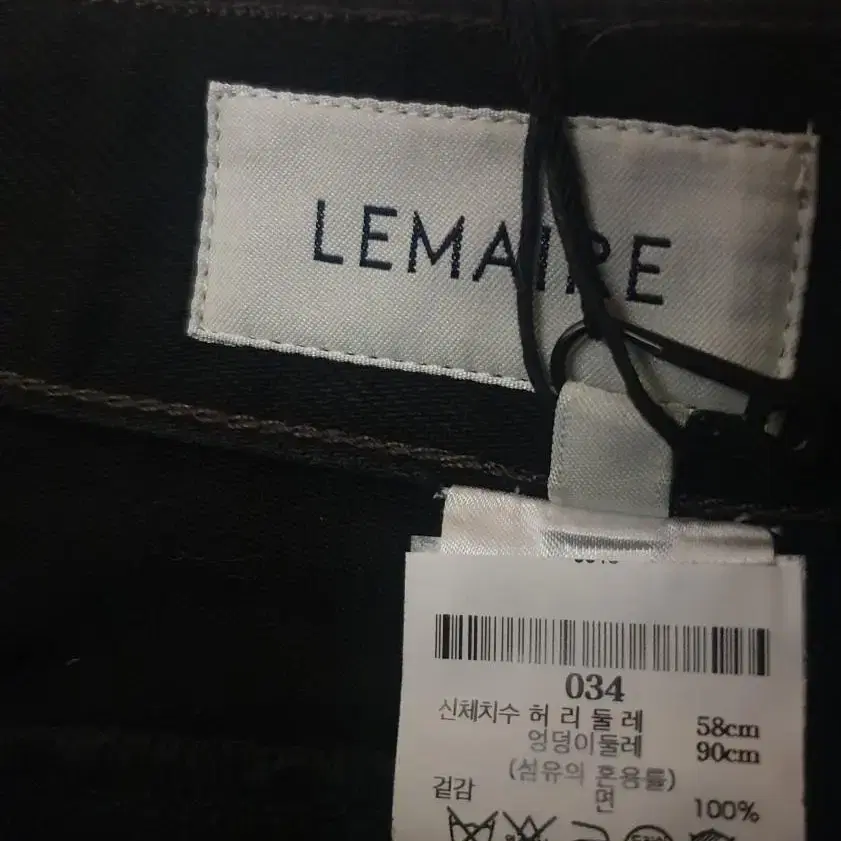 LEMAIRE
034
신체치수 허 리 둘 레 58cm
엉덩이둘레 90cm
(섬유의 혼용률)
겉감 면 100%